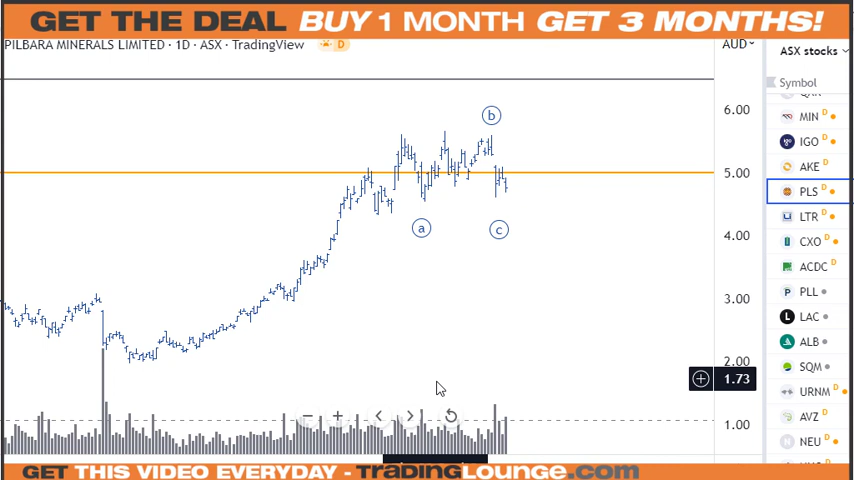 GET THE DEAL BUY 1 MONTH GET 3 MONTHS!
PILBARA MINERALS LIMITED · 1D · ASX · TradingView
D
AUD
ASX stocks
Symbol
6.00
5.00
4.00
3.00
2.00
1.73
1.00
b
a
c
MIN D
IGO D
AKE D
PLS D
LTR D
CXO D
ACDC D
PLL
LAC
ALB
SQM
URNM D
AVZ D
NEU D
GET THIS VIDEO EVERYDAY - TradingLounge.com